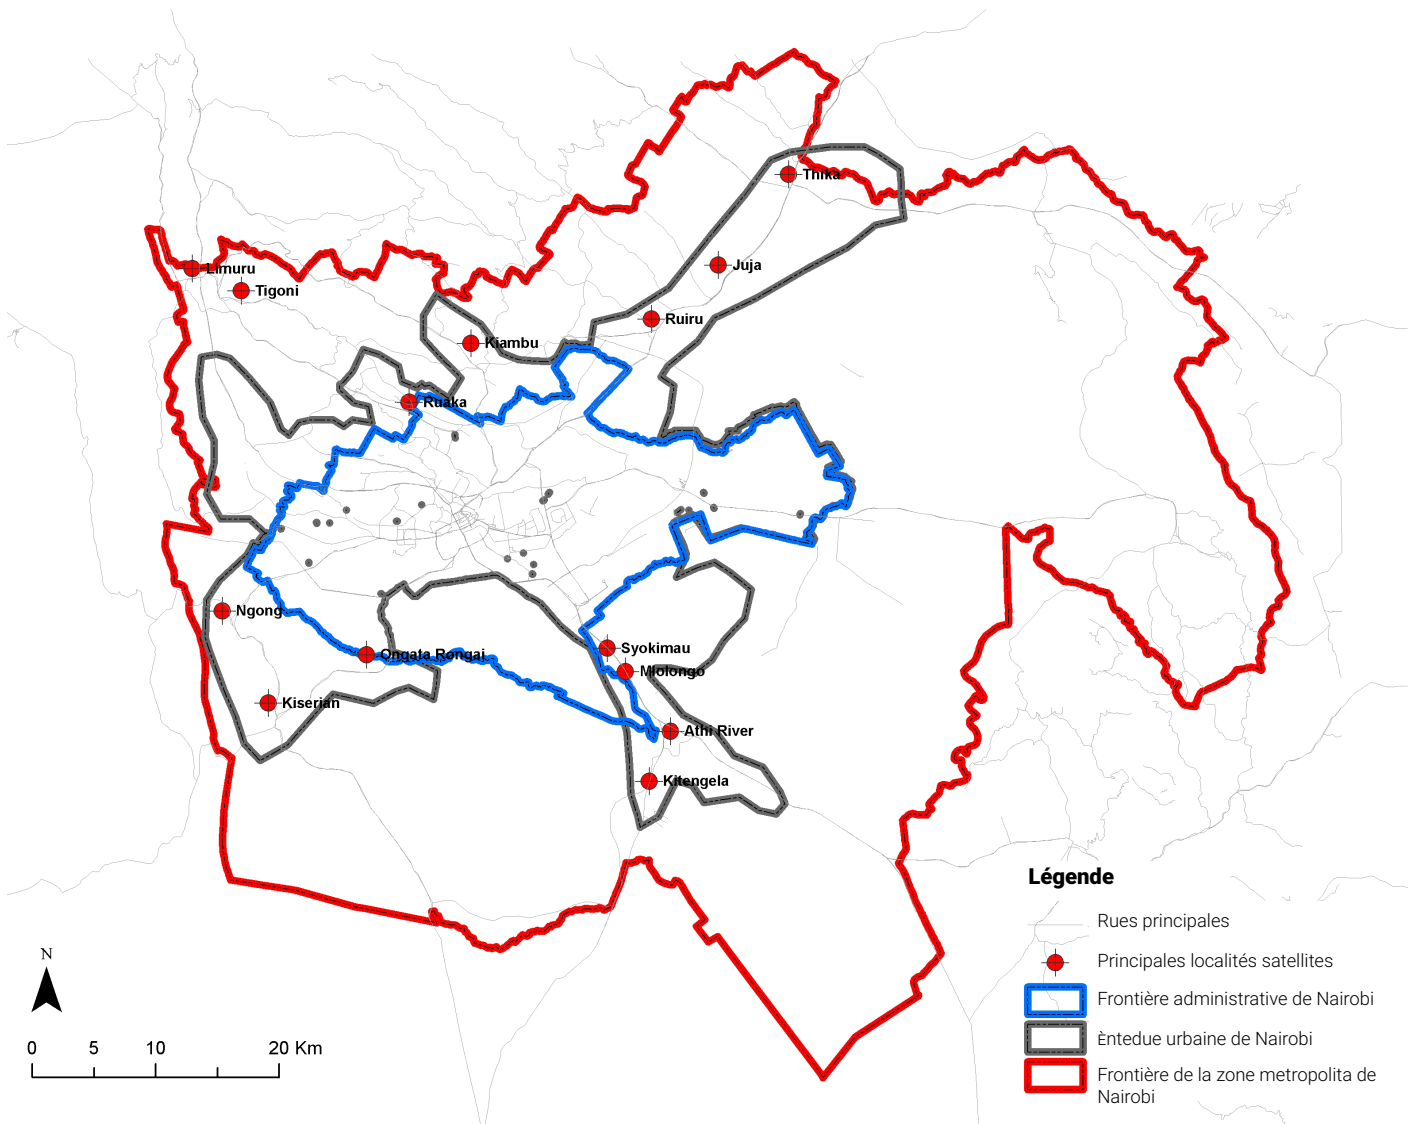 Thika
Juja
Limuru
Tigoni
Ruiru
Kiambu
Ruaka
Ngong
Syokimau
Ongata Rongai
Mlolongo
Kiserian
Athi River
Kitengela
Légende
Rues principales
Principales localités satellites
Frontière administrative de Nairobi
Èntedue urbaine de Nairobi
Frontière de la zone metropolita de
Nairobi
N
0 5 10 20 Km